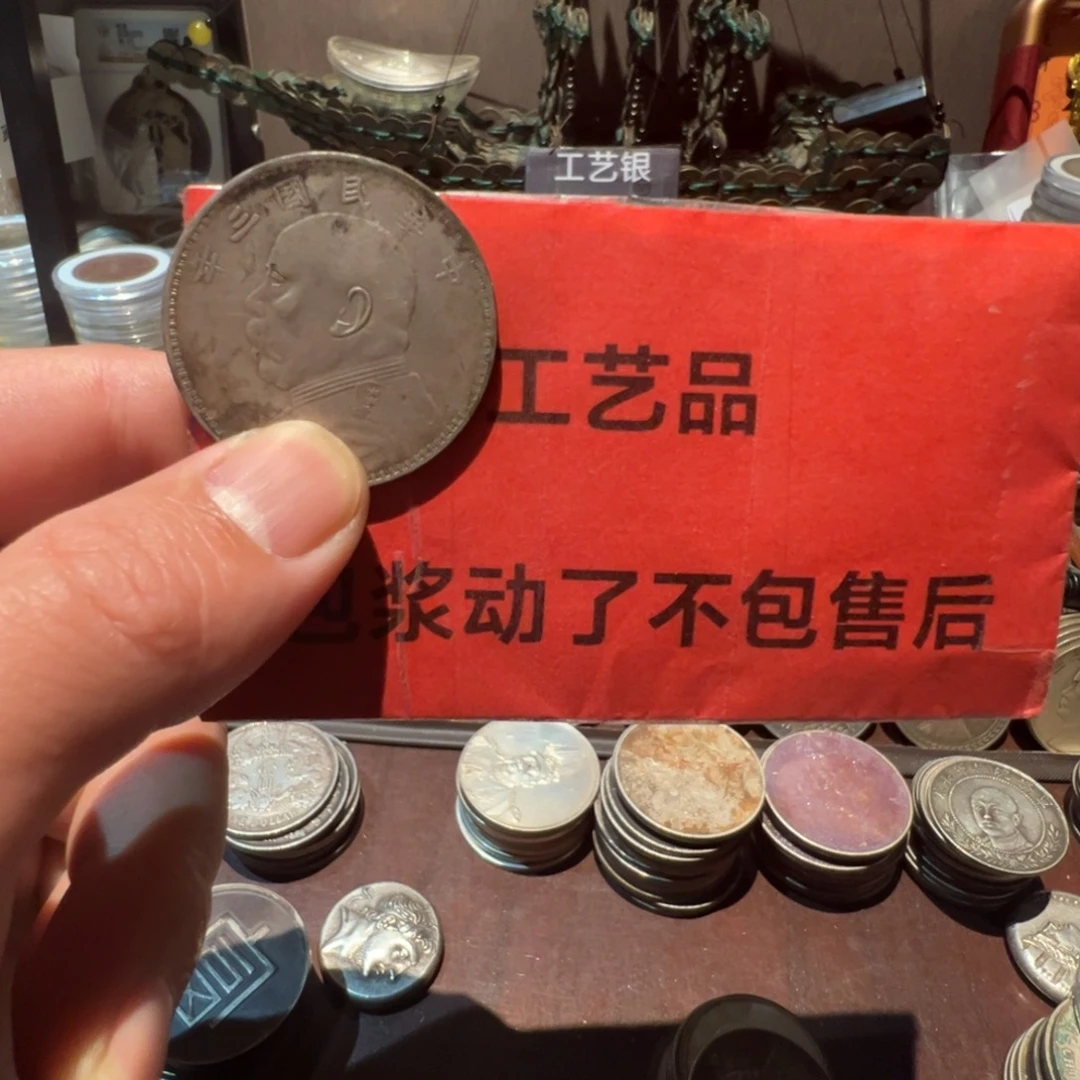 工艺银
中華民國三年
工艺品
包浆动了不包售后